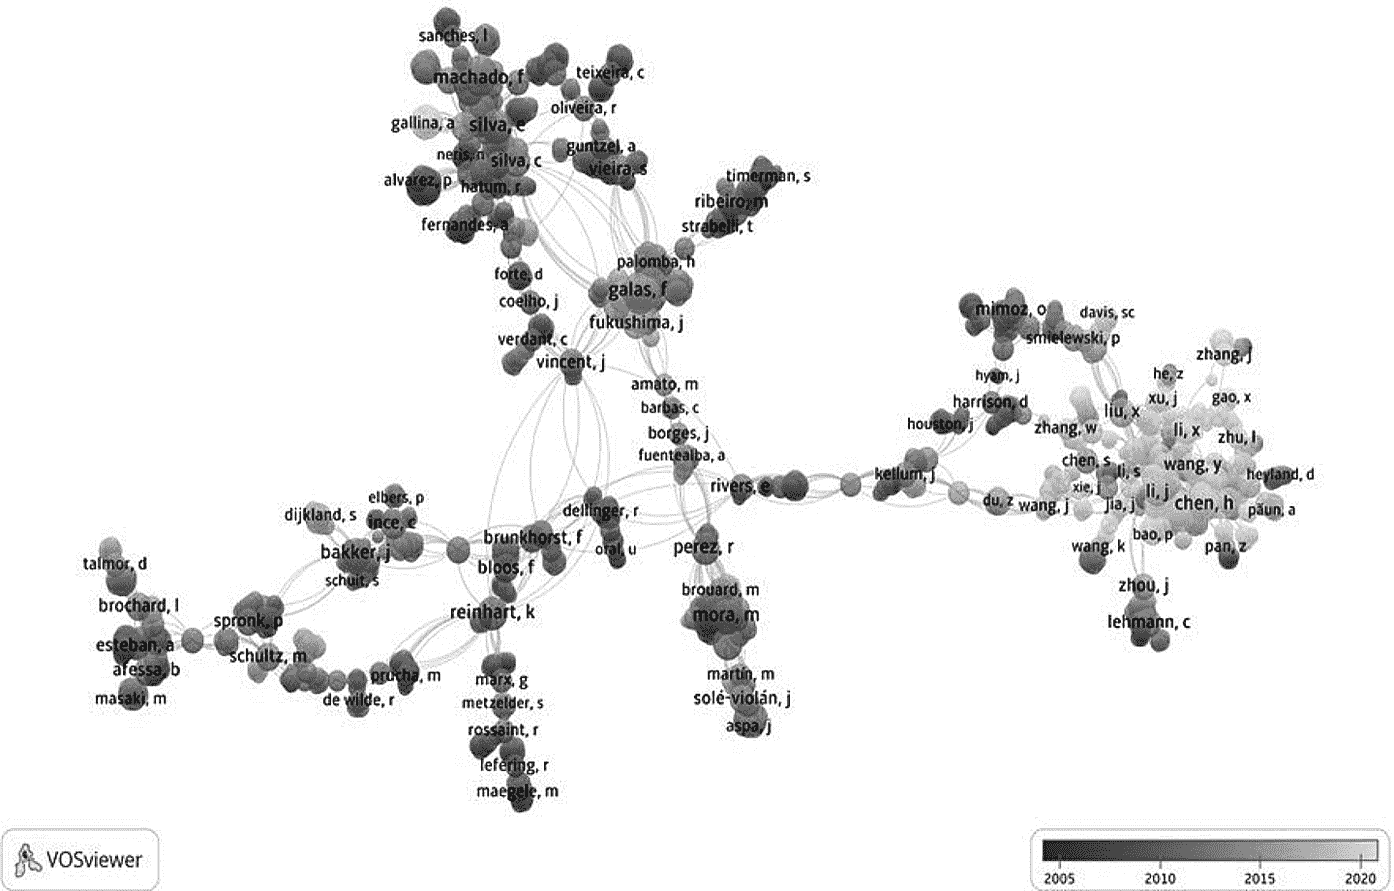 sanches, l
machado, f
teixeira, c
oliveira, r
gallina, a
silva, e
guntzel, a
neris, n
silva, c
vieira, s
alvarez, p
hatum, r
timerman, s
ribeiro, m
fernandes, a
strabelli, t
palomba, h
forte, d
galas, f
coelho, j
fukushima, j
verdant, c
vincent, j
amato, m
barbas, c
borges, j
fuentealba, a
mimoz, o
davis, sc
smielewski, p
zhang, j
hyam, j
he, z
harrison, d
xu, j
gao, x
liu, x
houston, j
zhang, w
li, x
zhu, l
chen, s
li, s
wang, y
heyland, d
kellum, j
rivers, e
xie, j
li, j
du, z
wang, j
jia, j
chen, h
păun, a
bao, p
wang, k
pan, z
zhou, j
lehmann, c
elbers, p
dijkland, s
ince, c
dellinger, r
brunkhorst, f
bakker, j
oral, u
perez, r
talmor, d
bloos, f
schuit, s
brouard, m
brochard, l
spronk, p
reinhart, k
mora, m
esteban, a
schultz, m
afessa, b
prucha, m
marx, g
martín, m
masaki, m
de wilde, r
metzelder, s
solé-violán, j
rossaint, r
aspa, j
lefering, r
maegele, m
VOSviewer
2005 2010 2015 2020